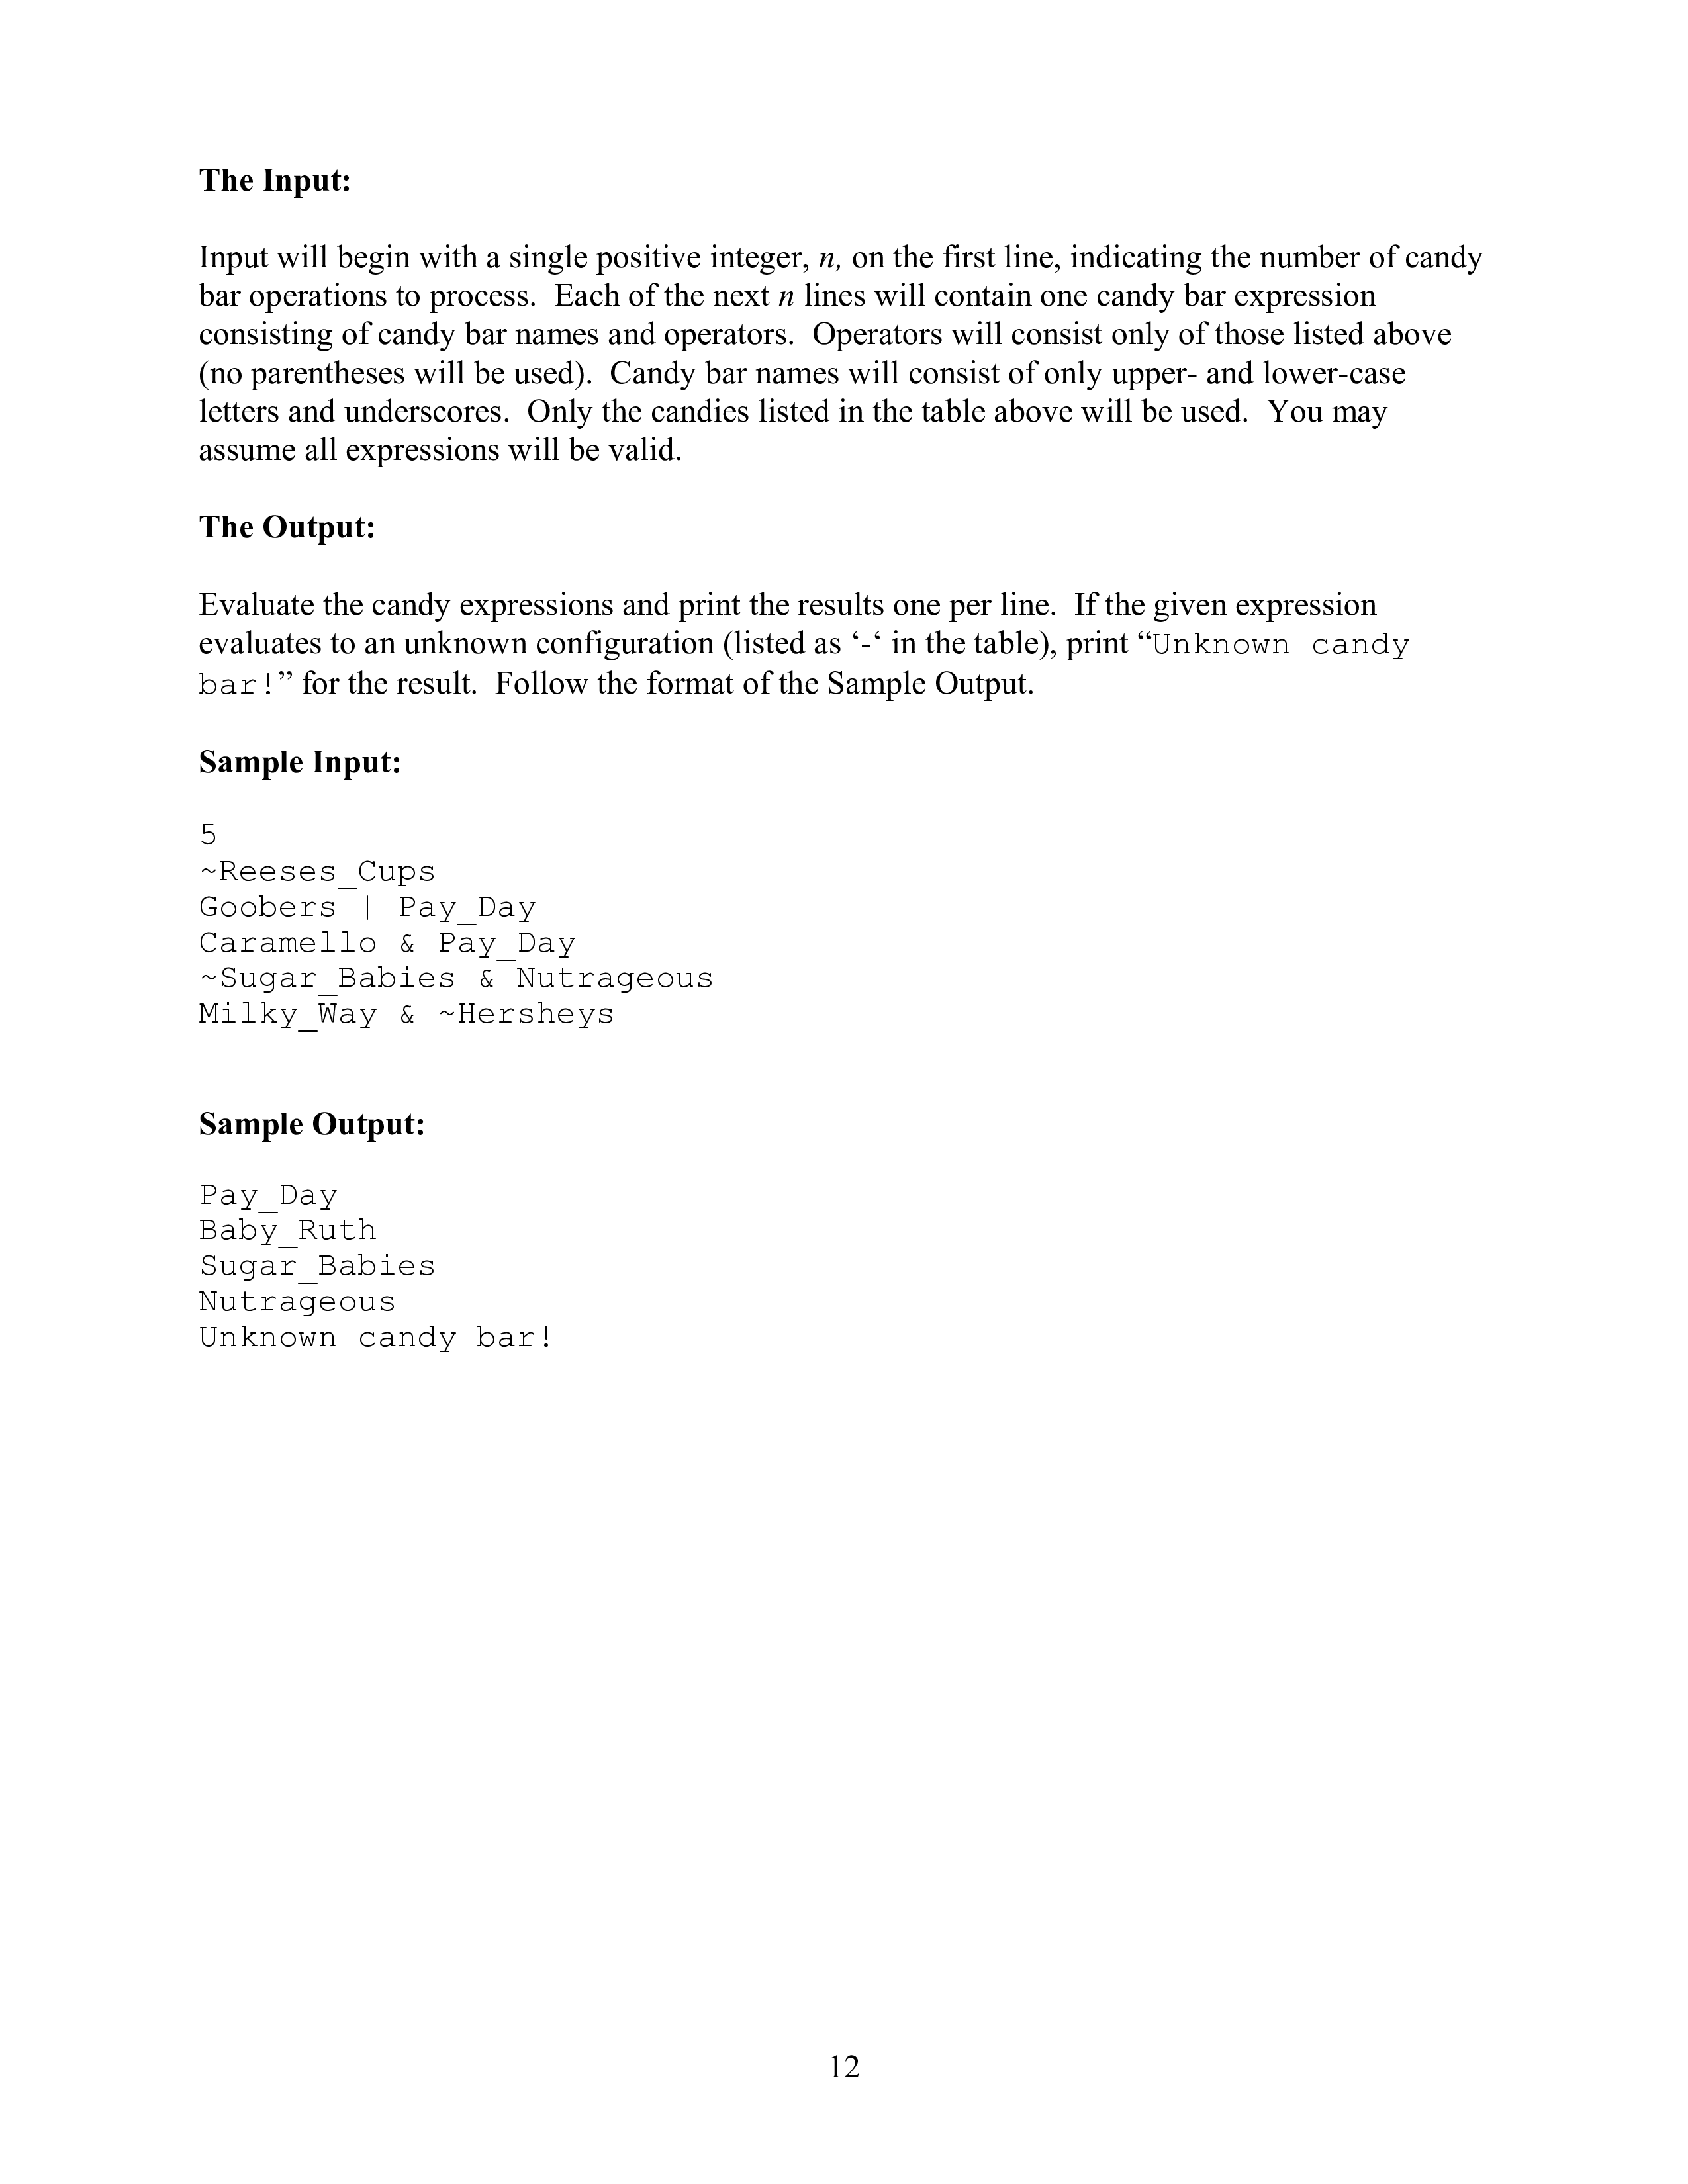 The Input:
Input will begin with a single positive integer, n, on the first line, indicating the number of candy
bar operations to process.  Each of the next n lines will contain one candy bar expression
consisting of candy bar names and operators.  Operators will consist only of those listed above
(no parentheses will be used).  Candy bar names will consist of only upper- and lower-case
letters and underscores.  Only the candies listed in the table above will be used.  You may
assume all expressions will be valid.
The Output:
Evaluate the candy expressions and print the results one per line.  If the given expression
evaluates to an unknown configuration (listed as ‘-‘ in the table), print “Unknown candy
bar!” for the result.  Follow the format of the Sample Output.
Sample Input:
5
~Reeses_Cups
Goobers | Pay_Day
Caramello & Pay_Day
~Sugar_Babies & Nutrageous
Milky_Way & ~Hersheys
Sample Output:
Pay_Day
Baby_Ruth
Sugar_Babies
Nutrageous
Unknown candy bar!
12